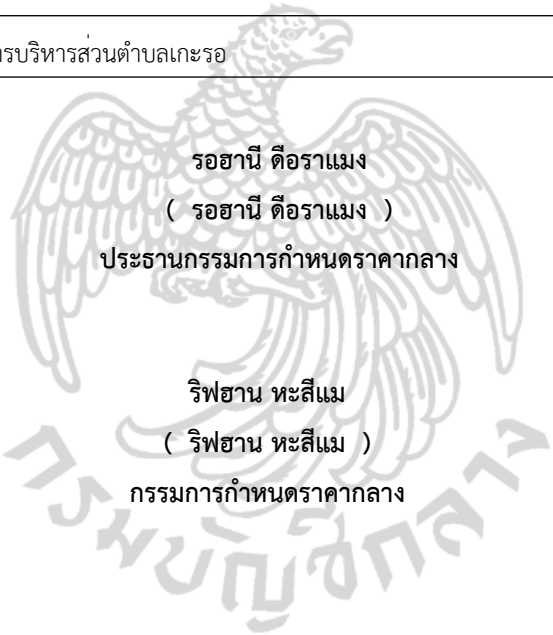 ารบริหารส่วนตำบลเกะรอ
รอฮานี ดือราแมง
( รอฮานี ดือราแมง )
ประธานกรรมการกำหนดราคากลาง
ริฟฮาน หะสีแม
( ริฟฮาน หะสีแม )
กรรมการกำหนดราคากลาง
กรมบัญชีกลาง